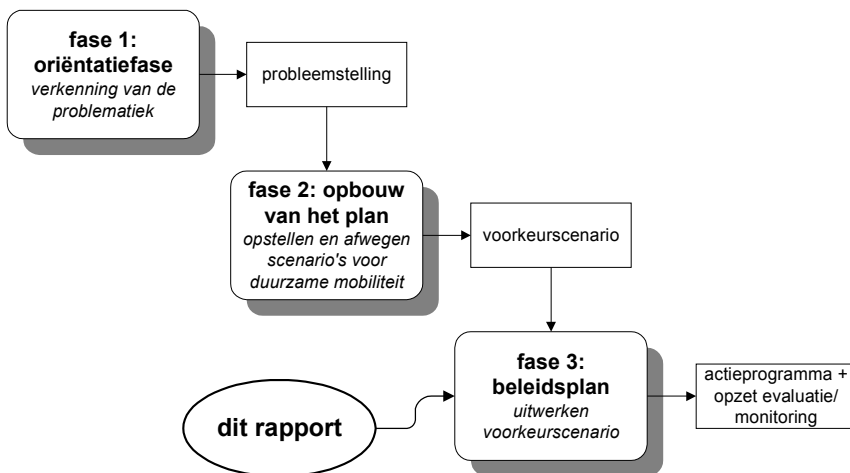 fase 1:
oriëntatiefase
verkenning van de
problematiek
probleemstelling
fase 2: opbouw
van het plan
opstellen en afwegen
scenario's voor
duurzame mobiliteit
voorkeurscenario
fase 3:
beleidsplan
uitwerken
voorkeurscenario
actieprogramma +
opzet evaluatie/
monitoring
dit rapport